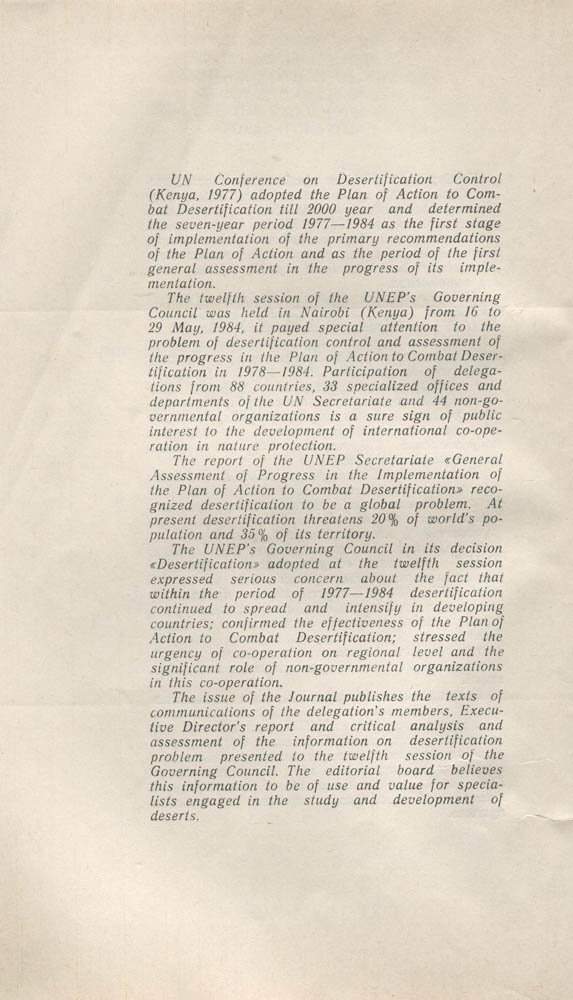 UN Conference on Desertification Control
(Kenya, 1977) adopted the Plan of Action to Com-
bat Desertification till 2000 year and determined
the seven-year period 1977—1984 as the first stage
of implementation of the primary recommendations
of the Plan of Action and as the period of the first
general assessment in the progress of its imple-
mentation.
The twelfth session of the UNEP's Governing
Council was held in Nairobi (Kenya) from 16 to
29 May, 1984, it payed special attention to the
problem of desertification control and assessment of
the progress in the Plan of Action to Combat Deser-
tification in 1978—1984. Participation of delega-
tions from 88 countries, 33 specialized offices and
departments of the UN Secretariate and 44 non-go-
vernmental organizations is a sure sign of public
interest to the development of international co-ope-
ration in nature protection.
The report of the UNEP Secretariate «General
Assessment of Progress in the Implementation of
the Plan of Action to Combat Desertification» reco-
gnized desertification to be a global problem. At
present desertification threatens 20% of world's po-
pulation and 35% of its territory.
The UNEP's Governing Council in its decision
«Desertification» adopted at the twelfth session
expressed serious concern about the fact that
within the period of 1977—1984 desertification
continued to spread and intensify in developing
countries; confirmed the effectiveness of the Plan of
Action to Combat Desertification; stressed the
urgency of co-operation on regional level and the
significant role of non-governmental organizations
in this co-operation.
The issue of the Journal publishes the texts of
communications of the delegation's members, Execu-
tive Director's report and critical analysis and
assessment of the information on desertification
problem presented to the twelfth session of the
Governing Council. The editorial board believes
this information to be of use and value for specia-
lists engaged in the study and development of
deserts.